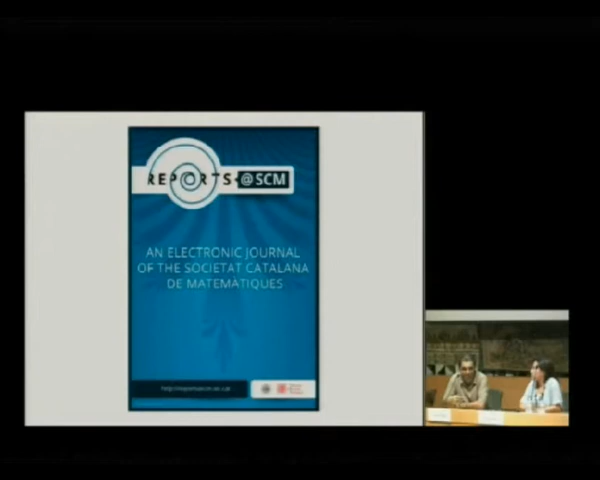 REPORTS@SCM
AN ELECTRONIC JOURNAL
OF THE SOCIETAT CATALANA
DE MATEMÀTIQUES